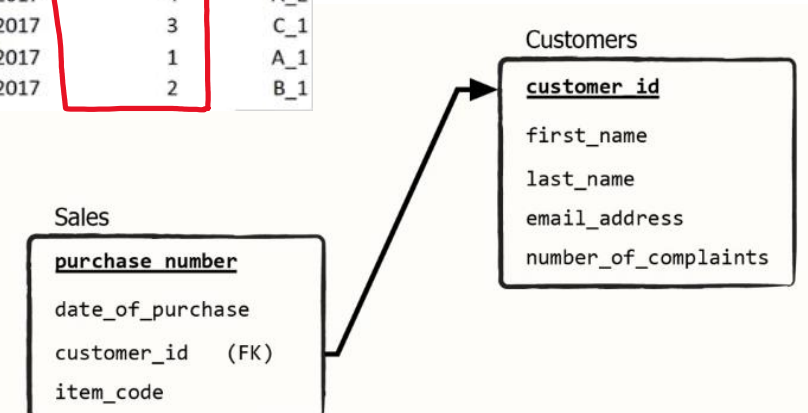 2017 3 C_1
2017 1 A_1
2017 2 B_1
Customers
customer_id
first_name
last_name
email_address
number_of_complaints
Sales
purchase_number
date_of_purchase
customer_id (FK)
item_code